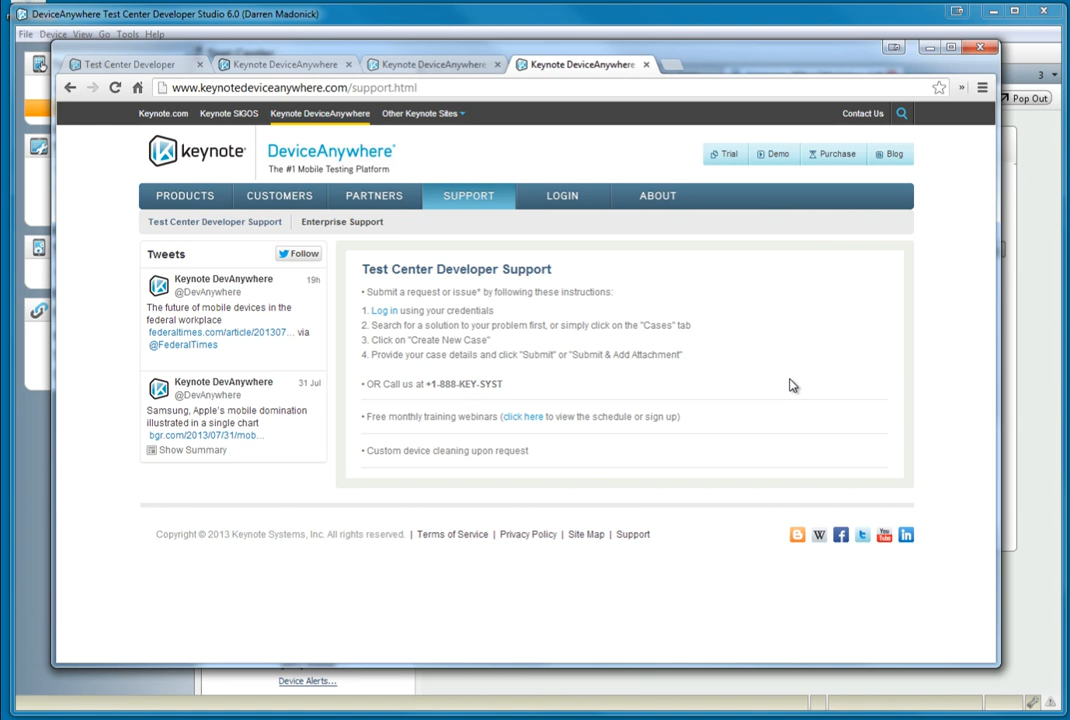 DeviceAnywhere Test Center Developer Studio 6.0 (Darren Madonick)
File Device View Go Tools Help
Test Center Developer
Keynote DeviceAnywhere
Keynote DeviceAnywhere
Keynote DeviceAnywhere
www.keynotedeviceanywhere.com/support.html
3
Pop Out
Keynote.com Keynote SIGOS Keynote DeviceAnywhere Other Keynote Sites
Contact Us
keynote
DeviceAnywhere
The #1 Mobile Testing Platform
Trial Demo Purchase Blog
PRODUCTS CUSTOMERS PARTNERS SUPPORT LOGIN ABOUT
Test Center Developer Support Enterprise Support
Tweets
Follow
Keynote DevAnywhere 19h
@DevAnywhere
The future of mobile devices in the
federal workplace
federaltimes.com/article/201307... via
@FederalTimes
Keynote DevAnywhere 31 Jul
@DevAnywhere
Samsung, Apple's mobile domination
illustrated in a single chart
bgr.com/2013/07/31/mob...
Show Summary
Test Center Developer Support
• Submit a request or issue* by following these instructions:
1. Log in using your credentials
2. Search for a solution to your problem first, or simply click on the "Cases" tab
3. Click on "Create New Case"
4. Provide your case details and click "Submit" or "Submit & Add Attachment"
• OR Call us at +1-888-KEY-SYST
• Free monthly training webinars (click here to view the schedule or sign up)
• Custom device cleaning upon request
Copyright © 2013 Keynote Systems, Inc. All rights reserved. | Terms of Service | Privacy Policy | Site Map | Support
Device Alerts...